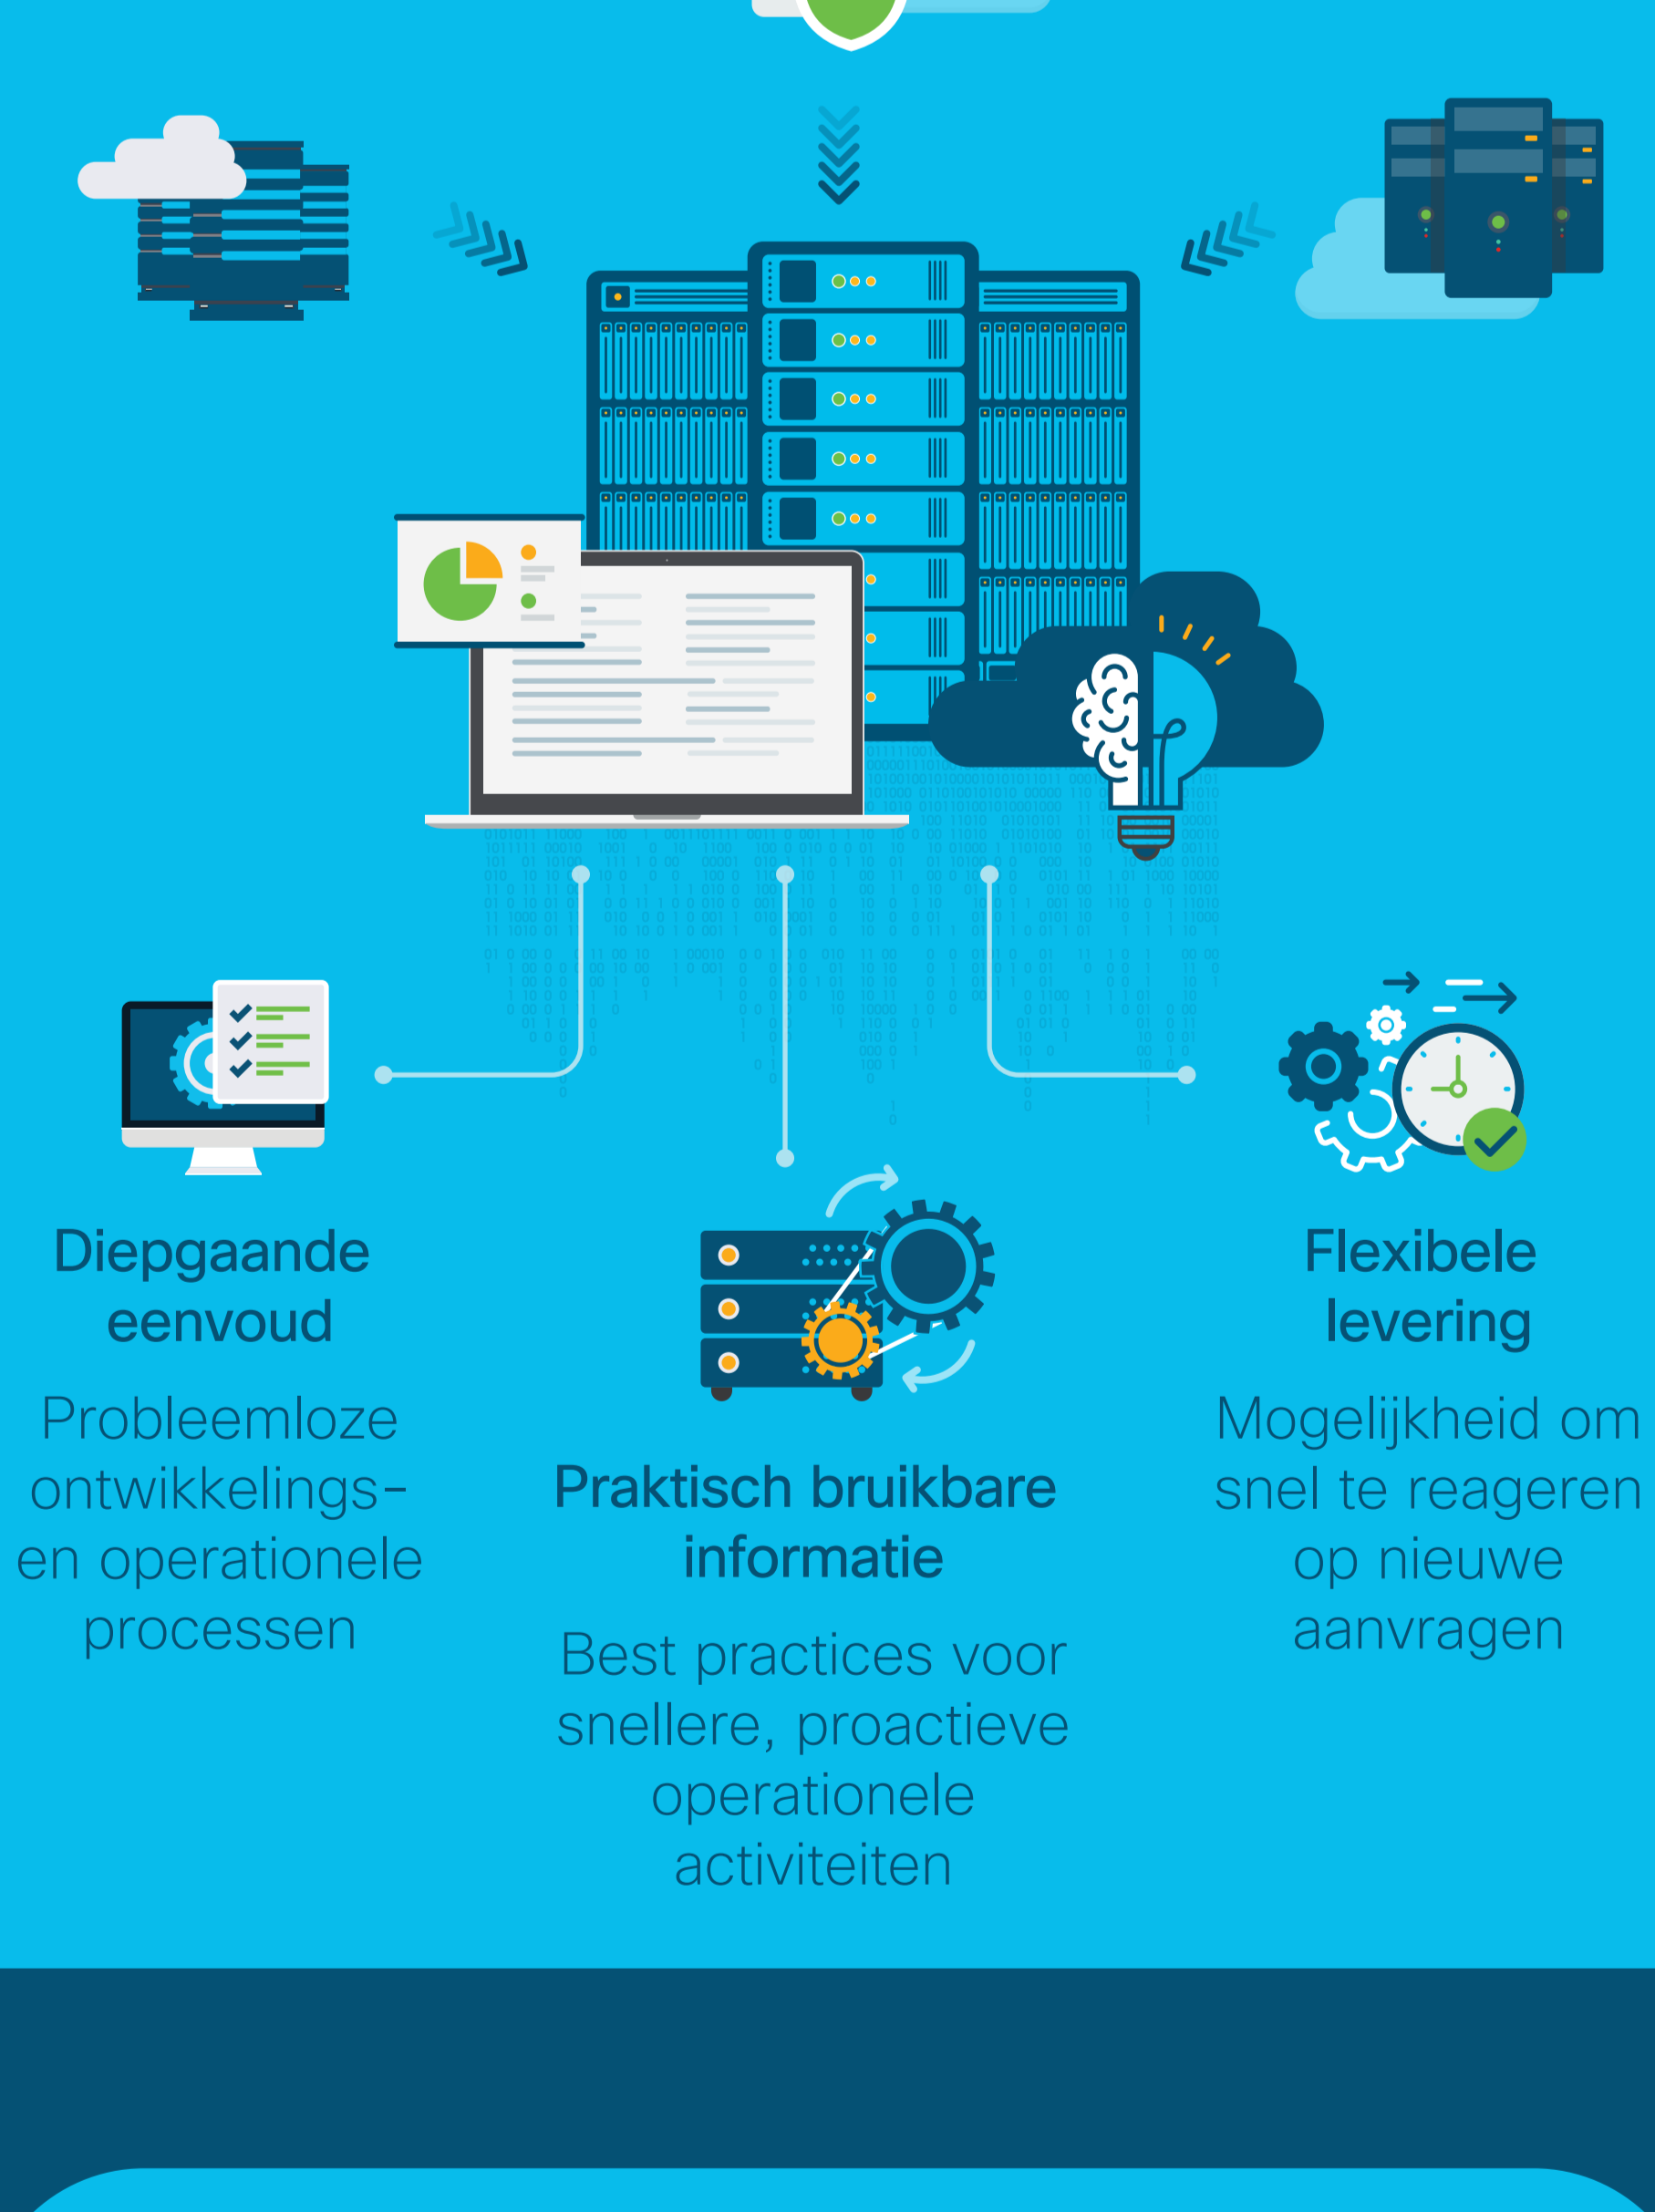 Diepgaande
eenvoud
Probleemloze
ontwikkelings-
en operationele
processen
Praktisch bruikbare
informatie
Best practices voor
snellere, proactieve
operationele
activiteiten
Flexibele
levering
Mogelijkheid om
snel te reageren
op nieuwe
aanvragen